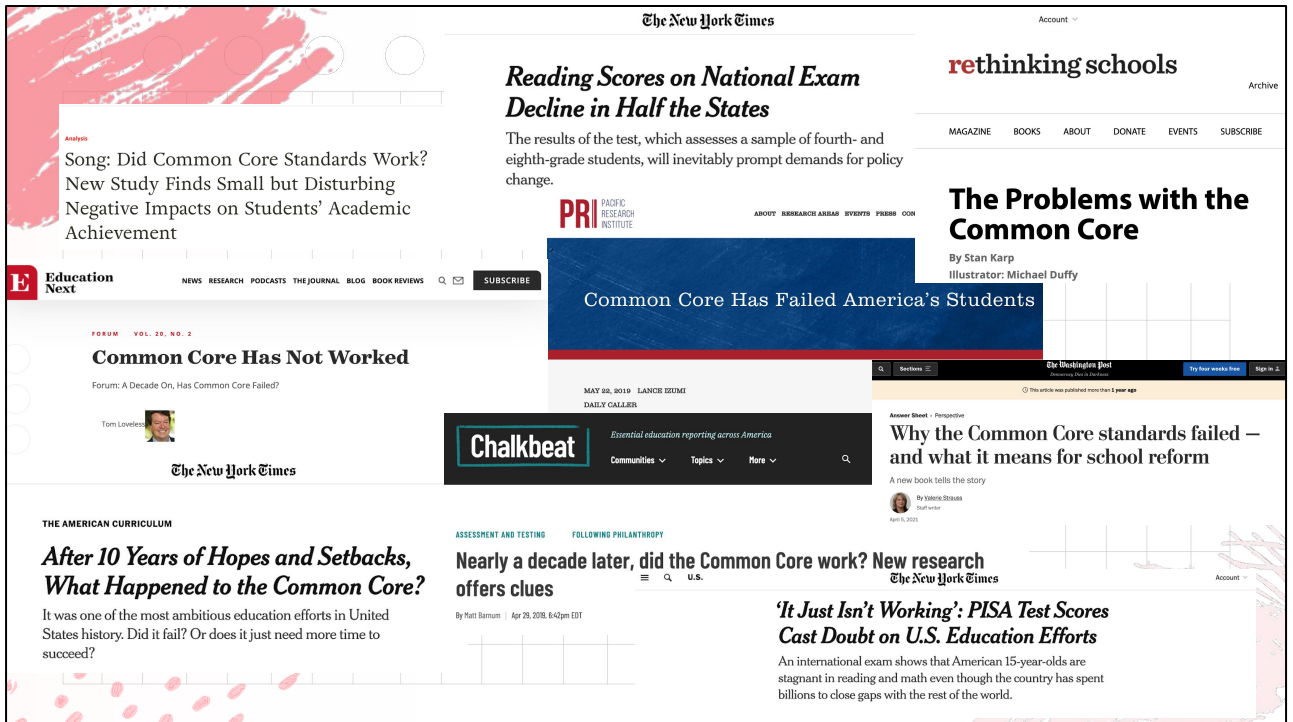 Analysis
Song: Did Common Core Standards Work?
New Study Finds Small but Disturbing
Negative Impacts on Students' Academic
Achievement
The New York Times
Reading Scores on National Exam
Decline in Half the States
The results of the test, which assesses a sample of fourth- and
eighth-grade students, will inevitably prompt demands for policy
change.
Account
rethinking schools
Archive
MAGAZINE BOOKS ABOUT DONATE EVENTS SUBSCRIBE
The Problems with the
Common Core
By Stan Karp
Illustrator: Michael Duffy
PRI PACIFIC
RESEARCH
INSTITUTE
ABOUT RESEARCH AREAS EVENTS PRESS CON
Common Core Has Failed America's Students
MAY 22, 2019 LANCE IZUMI
DAILY CALLER
E Education
Next
NEWS RESEARCH PODCASTS THE JOURNAL BLOG BOOK REVIEWS SUBSCRIBE
FORUM VOL. 20, NO. 2
Common Core Has Not Worked
Forum: A Decade On, Has Common Core Failed?
Tom Loveless
Sections
The Washington Post
Democracy Dies in Darkness
Try four weeks free
Sign in
This article was published more than 1 year ago
Answer Sheet • Perspective
Why the Common Core standards failed —
and what it means for school reform
A new book tells the story
By Valerie Strauss
Staff writer
April 5, 2021
Chalkbeat
Essential education reporting across America
Communities Topics More
ASSESSMENT AND TESTING FOLLOWING PHILANTHROPY
Nearly a decade later, did the Common Core work? New research
offers clues
By Matt Barnum | Apr 29, 2019, 6:42pm EDT
The New York Times
THE AMERICAN CURRICULUM
After 10 Years of Hopes and Setbacks,
What Happened to the Common Core?
It was one of the most ambitious education efforts in United
States history. Did it fail? Or does it just need more time to
succeed?
U.S.
The New York Times
Account
'It Just Isn't Working': PISA Test Scores
Cast Doubt on U.S. Education Efforts
An international exam shows that American 15-year-olds are
stagnant in reading and math even though the country has spent
billions to close gaps with the rest of the world.